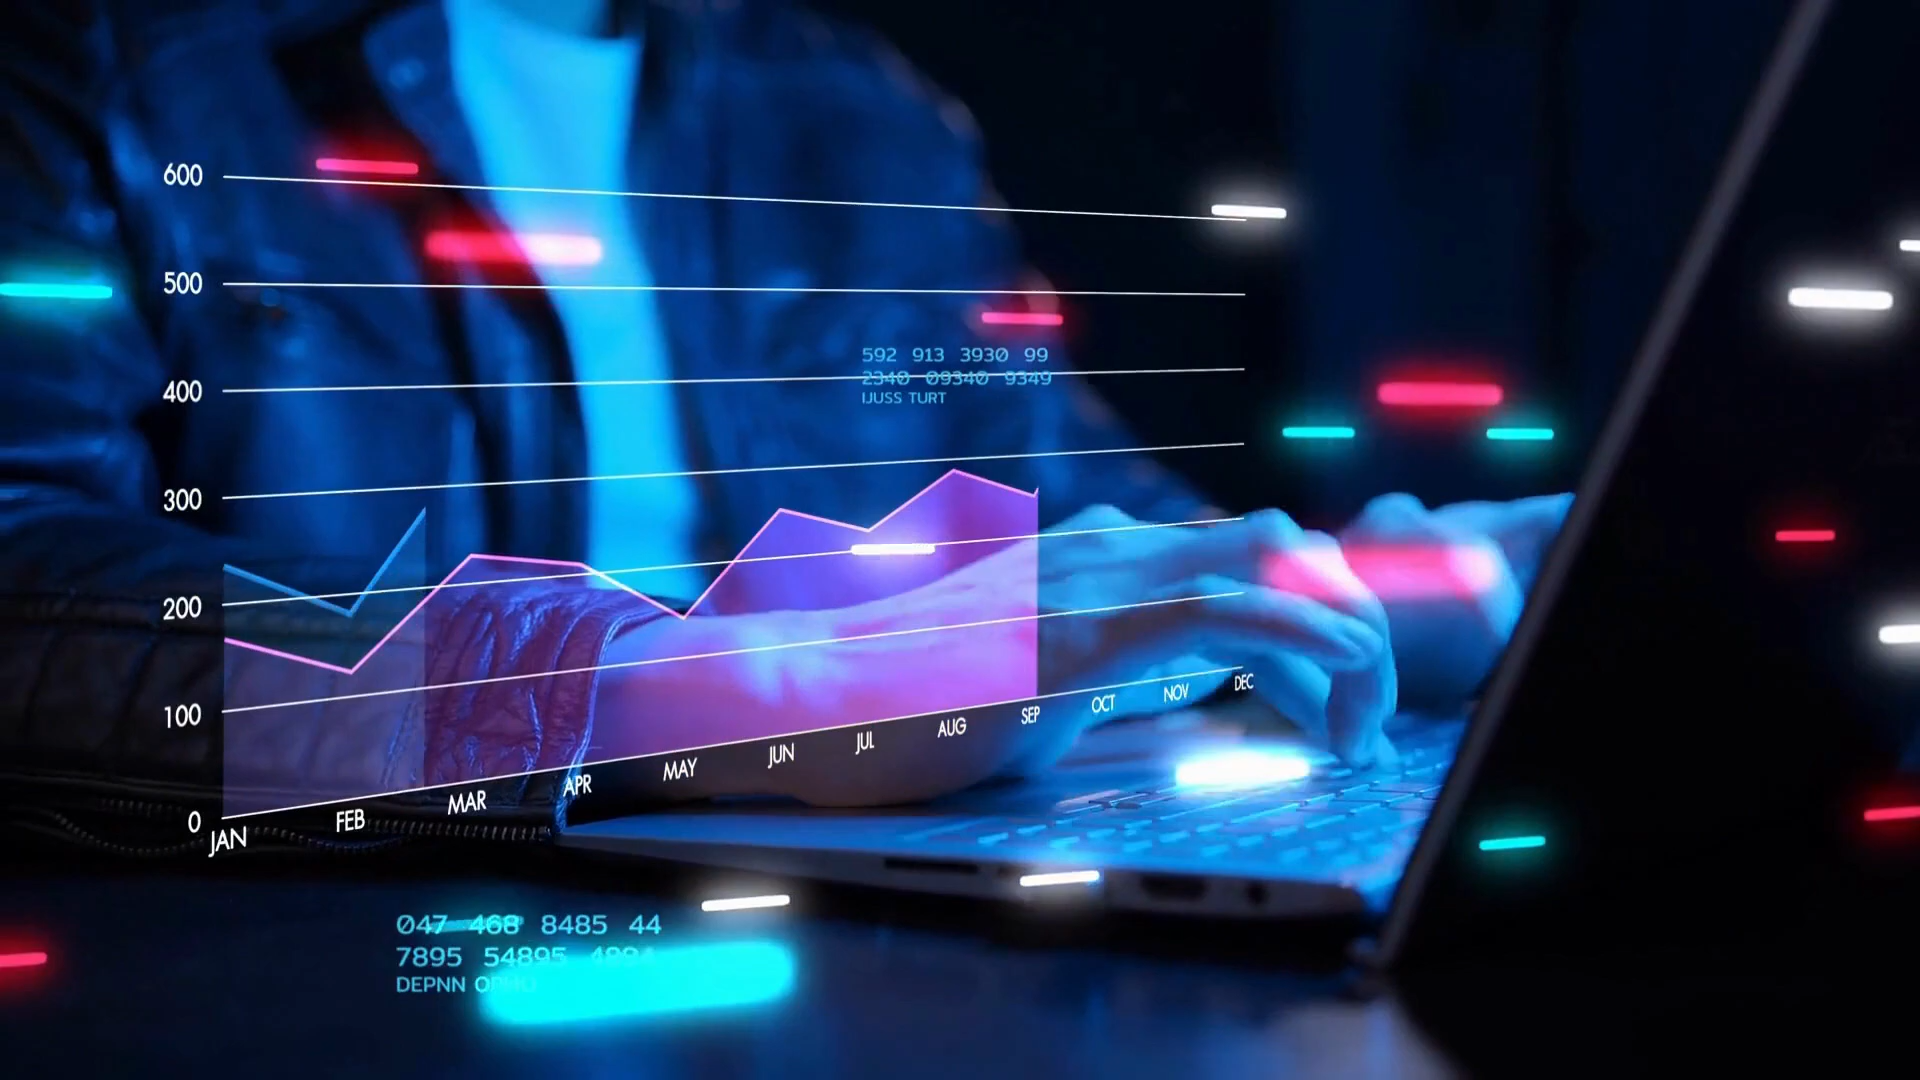 600
500
400
300
200
100
0
JAN FEB MAR APR MAY JUN JUL AUG SEP OCT NOV DEC
592 913 3930 99
2340 09340 9349
IJUSS TURT
047 468 8485 44
7895 54895
DEPNN